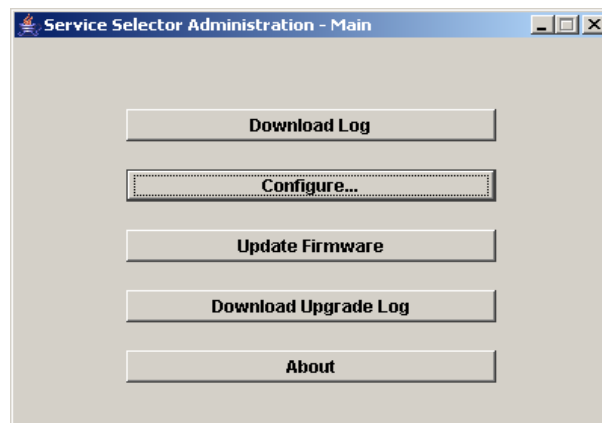 Service Selector Administration - Main
Download Log
Configure...
Update Firmware
Download Upgrade Log
About